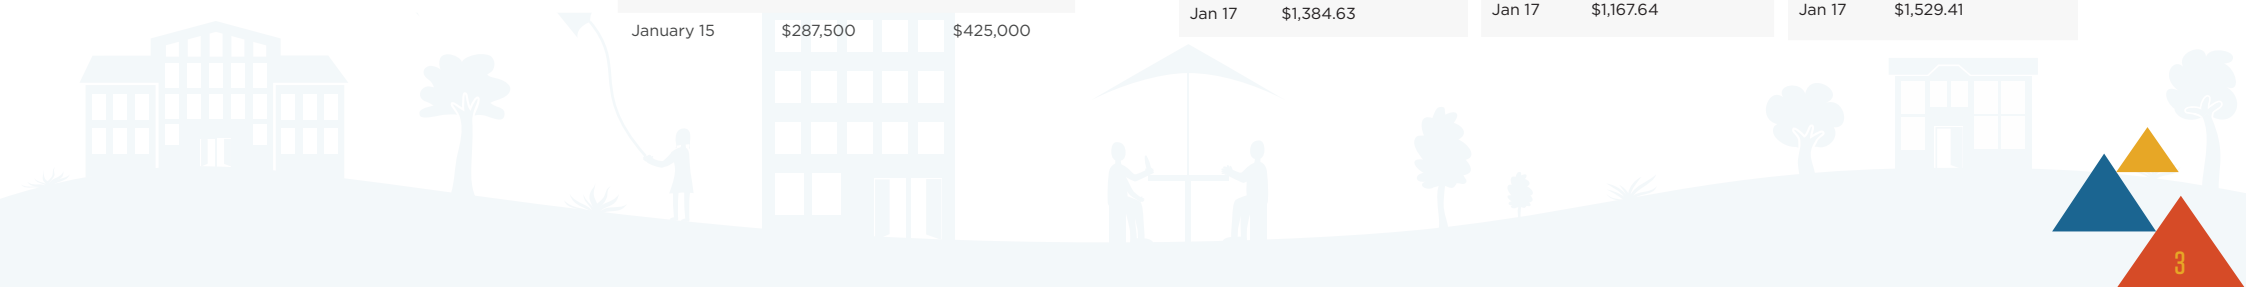 January 15 $287,500 $425,000
Jan 17 $1,384.63
Jan 17 $1,167.64
Jan 17 $1,529.41
3